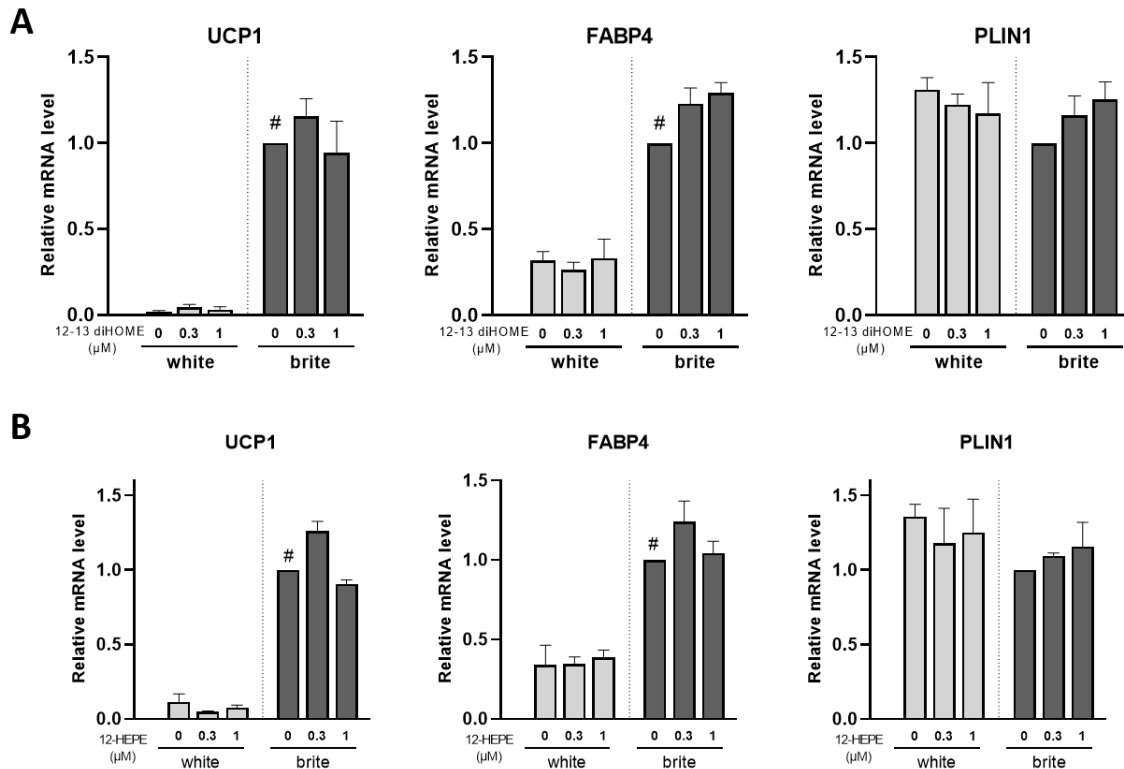 A
UCP1
FABP4
PLIN1
Relative mRNA level
1.5
1.0
0.5
0.0
#
12-13 diHOME
(µM)
0 0.3 1 0 0.3 1
white brite
Relative mRNA level
1.5
1.0
0.5
0.0
#
12-13 diHOME
(µM)
0 0.3 1 0 0.3 1
white brite
Relative mRNA level
1.5
1.0
0.5
0.0
12-13 diHOME
(µM)
0 0.3 1 0 0.3 1
white brite
B
UCP1
FABP4
PLIN1
Relative mRNA level
1.5
1.0
0.5
0.0
#
12-HEPE
(µM)
0 0.3 1 0 0.3 1
white brite
Relative mRNA level
1.5
1.0
0.5
0.0
#
12-HEPE
(µM)
0 0.3 1 0 0.3 1
white brite
Relative mRNA level
1.5
1.0
0.5
0.0
12-HEPE
(µM)
0 0.3 1 0 0.3 1
white brite